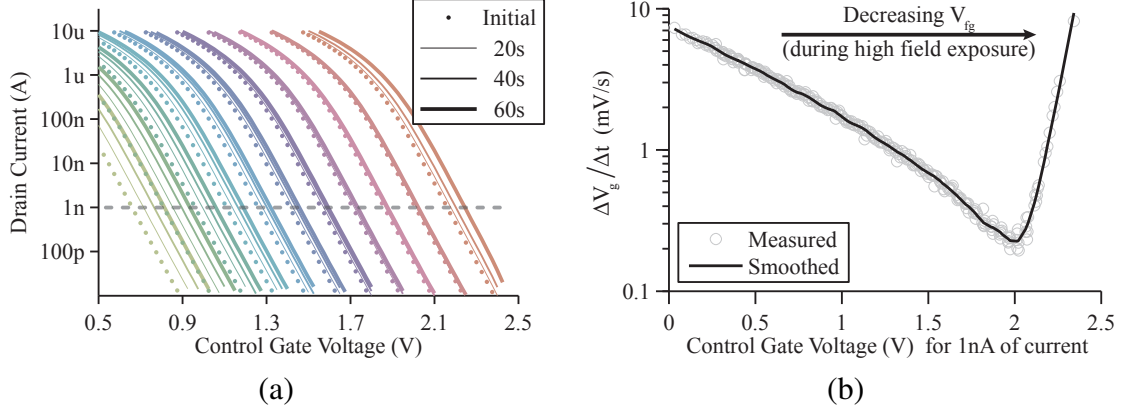 Drain Current (A)
10u
1u
100n
10n
1n
100p
Initial
20s
40s
60s
0.5
0.9
1.3
1.7
2.1
2.5
Control Gate Voltage (V)
(a)
ΔVg/Δt (mV/s)
10
1
0.1
Decreasing Vfg
(during high field exposure)
Measured
Smoothed
0
0.5
1
1.5
2
2.5
Control Gate Voltage (V) for 1nA of current
(b)